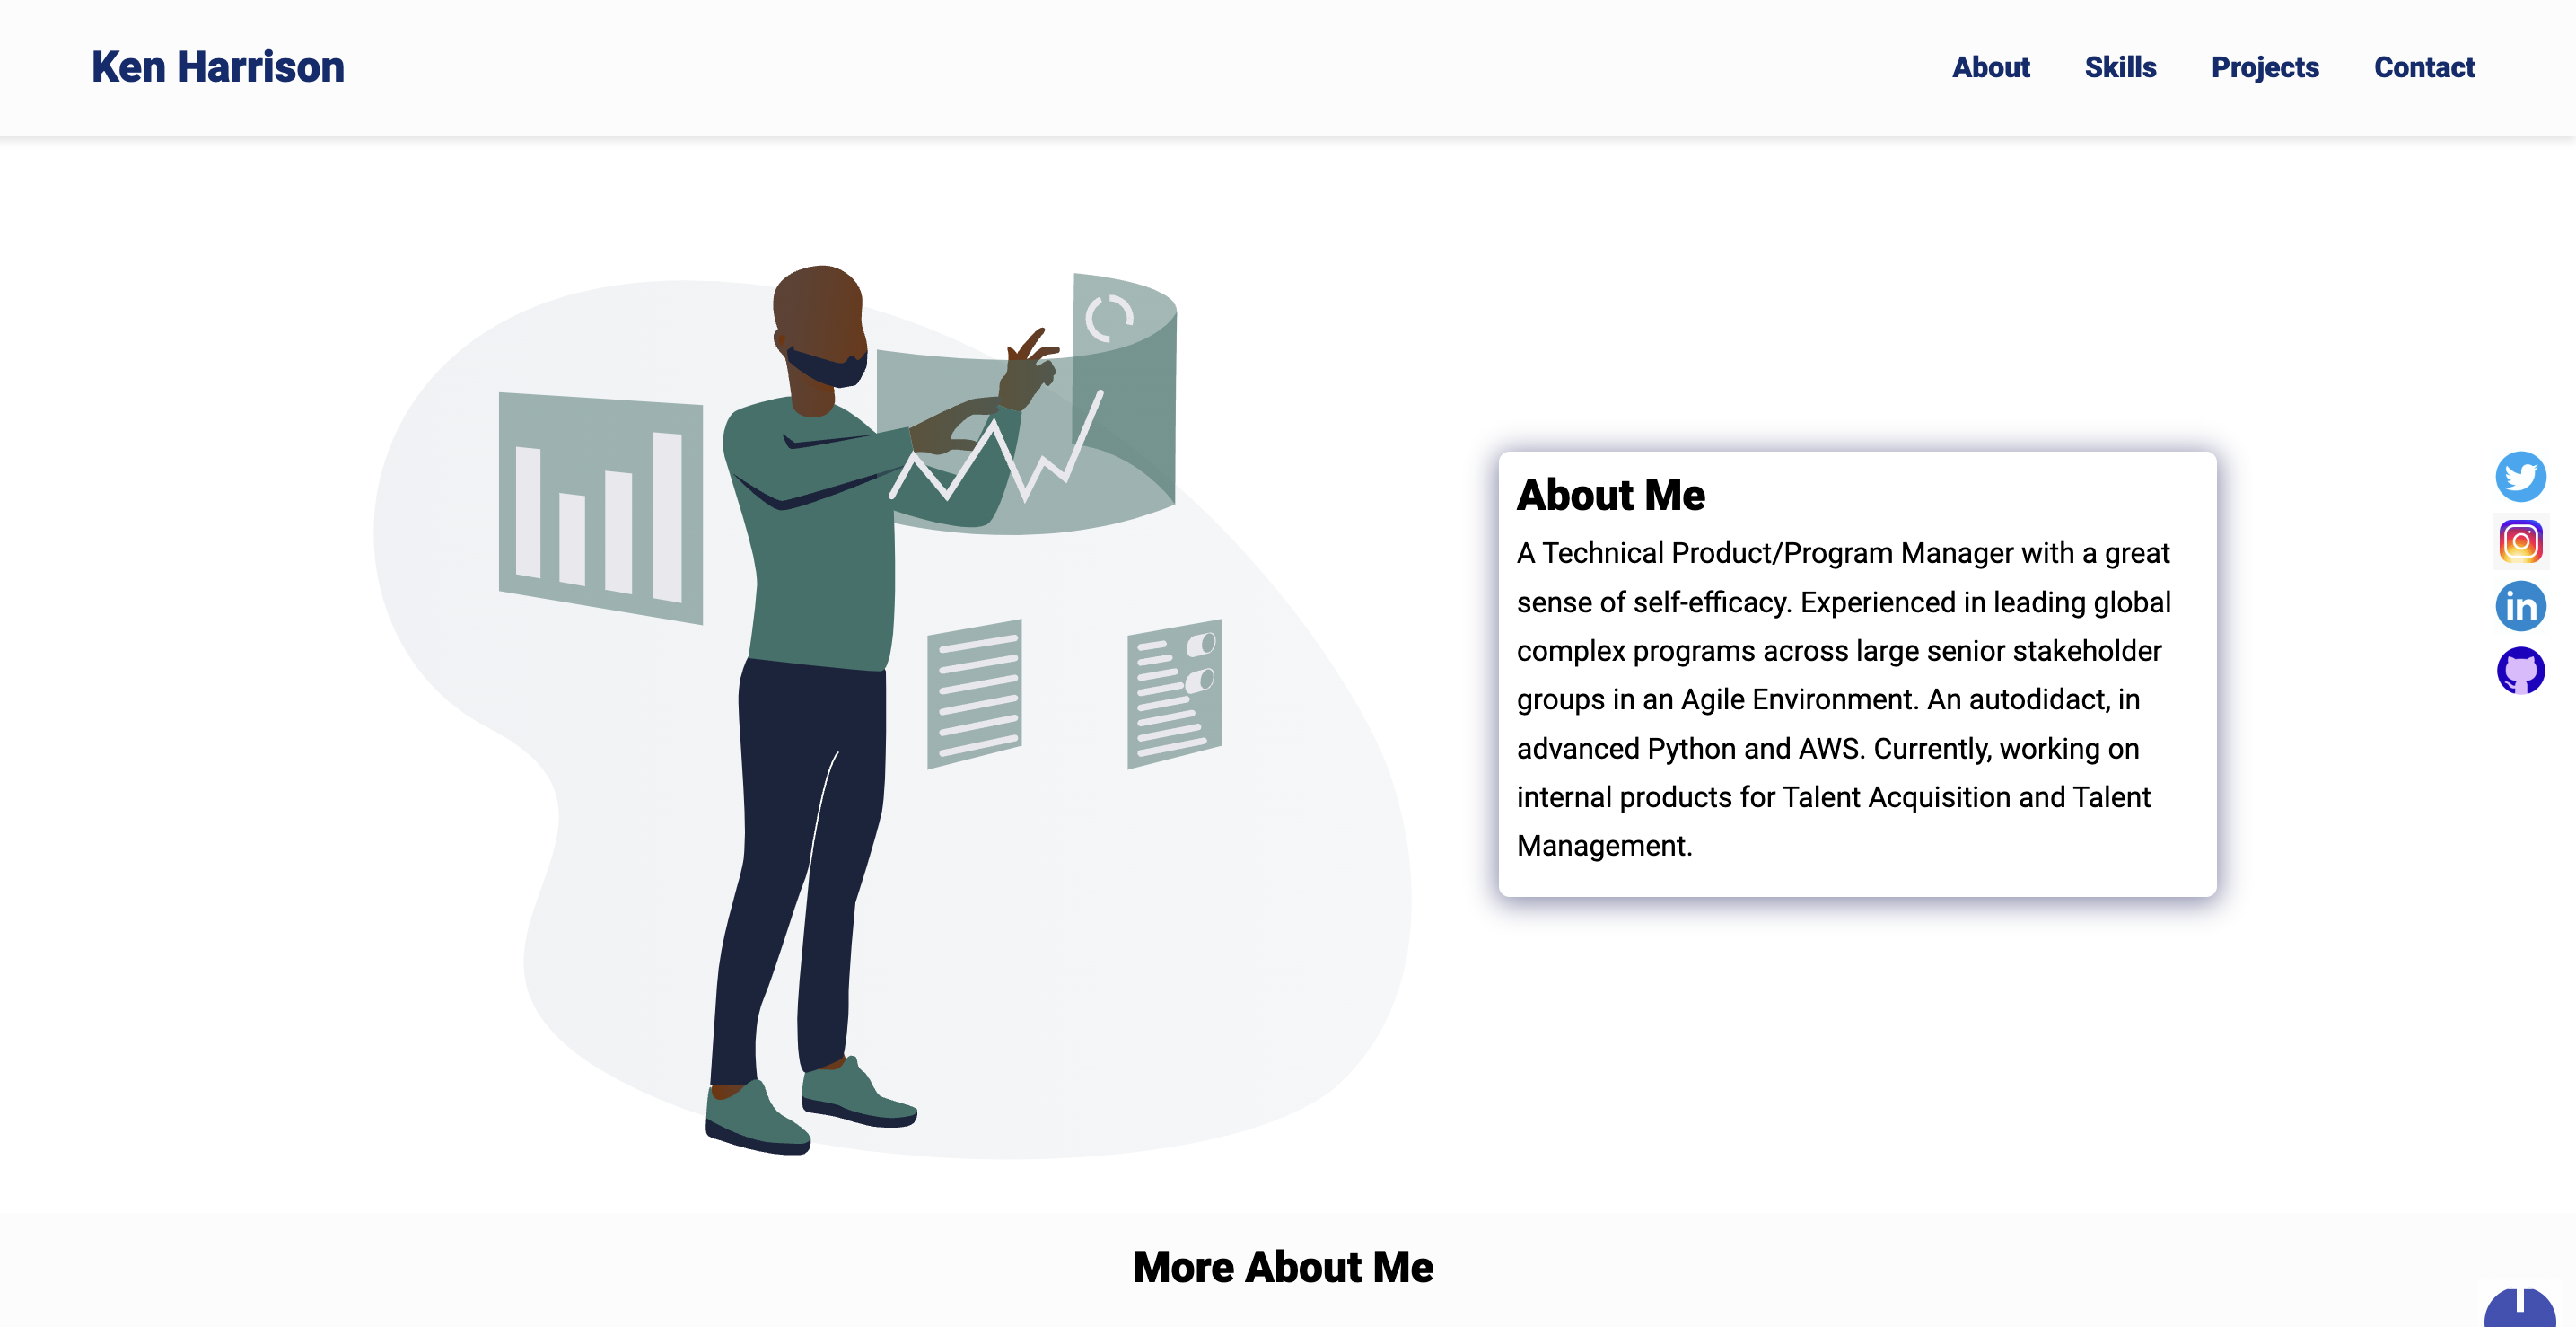 Ken Harrison
About Skills Projects Contact
About Me
A Technical Product/Program Manager with a great
sense of self-efficacy. Experienced in leading global
complex programs across large senior stakeholder
groups in an Agile Environment. An autodidact, in
advanced Python and AWS. Currently, working on
internal products for Talent Acquisition and Talent
Management.
in
More About Me